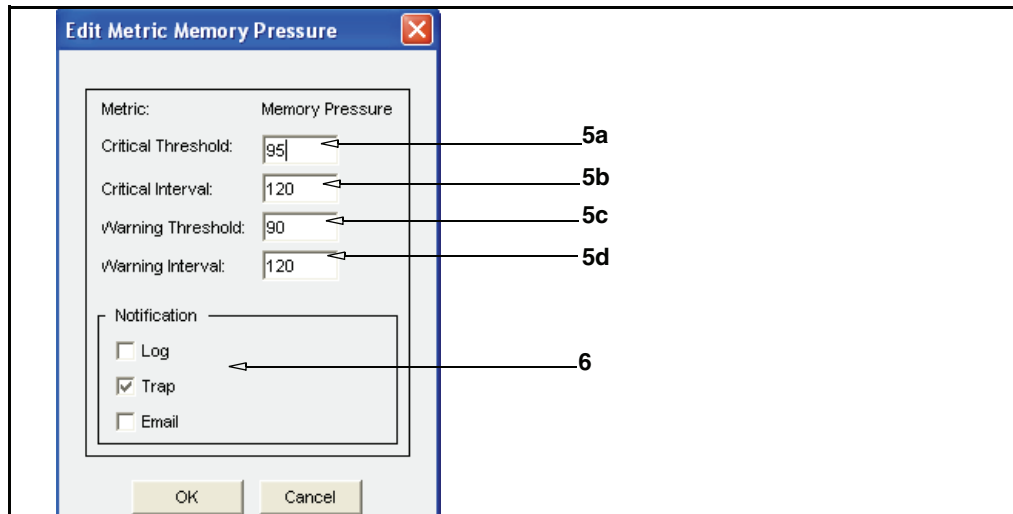 Edit Metric Memory Pressure
Metric: Memory Pressure
Critical Threshold: 95 5a
Critical Interval: 120 5b
Warning Threshold: 90 5c
Warning Interval: 120 5d
Notification
Log
Trap 6
Email
OK Cancel